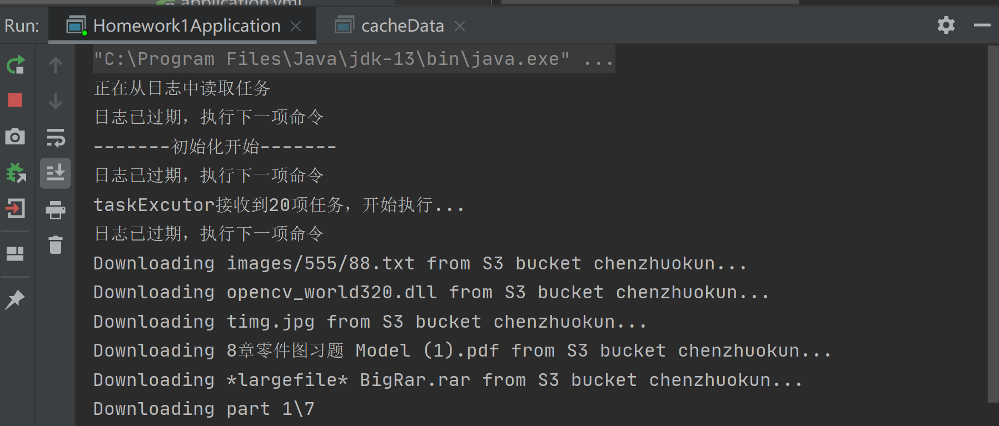 application.yml
Run: Homework1Application cacheData
"C:\Program Files\Java\jdk-13\bin\java.exe" ...
正在从日志中读取任务
日志已过期，执行下一项命令
-------初始化开始-------
日志已过期，执行下一项命令
taskExcutor接收到20项任务，开始执行...
日志已过期，执行下一项命令
Downloading images/555/88.txt from S3 bucket chenzhuokun...
Downloading opencv_world320.dll from S3 bucket chenzhuokun...
Downloading timg.jpg from S3 bucket chenzhuokun...
Downloading 8章零件图习题 Model (1).pdf from S3 bucket chenzhuokun...
Downloading *largefile* BigRar.rar from S3 bucket chenzhuokun...
Downloading part 1\7